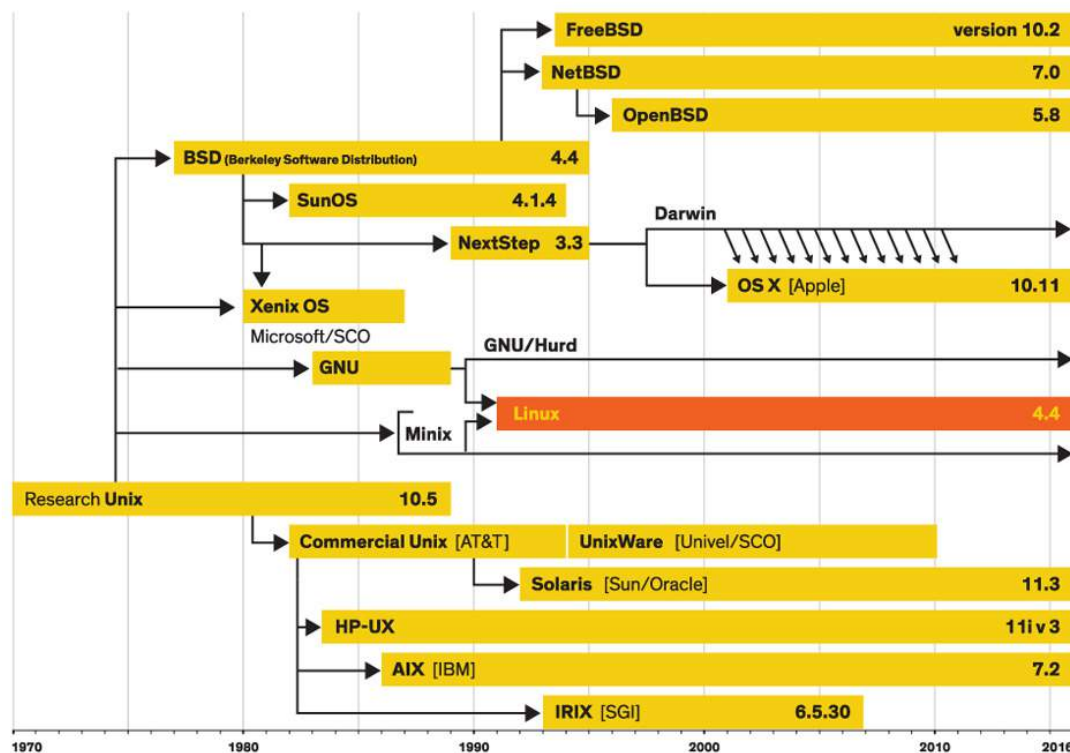 FreeBSD version 10.2
NetBSD 7.0
OpenBSD 5.8
BSD (Berkeley Software Distribution) 4.4
SunOS 4.1.4
Darwin
NextStep 3.3
OS X [Apple] 10.11
Xenix OS
Microsoft/SCO
GNU/Hurd
GNU
Linux 4.4
Minix
Research Unix 10.5
Commercial Unix [AT&T] UnixWare [Univel/SCO]
Solaris [Sun/Oracle] 11.3
HP-UX 11i v 3
AIX [IBM] 7.2
IRIX [SGI] 6.5.30
1970 1980 1990 2000 2010 2016